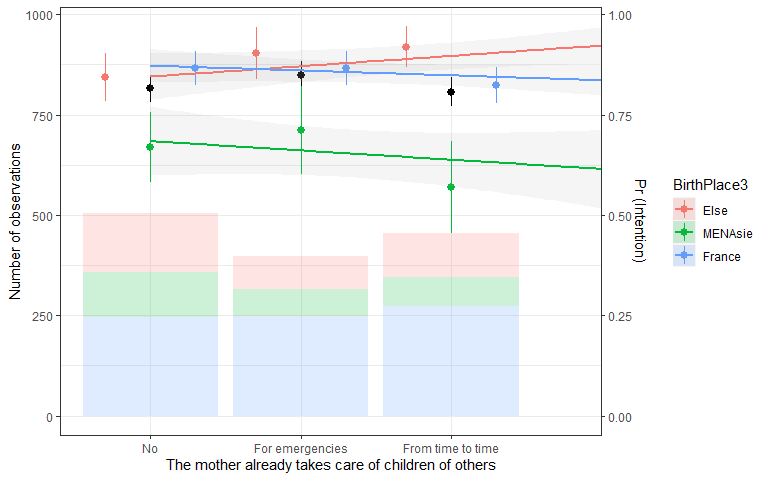 1000
750
500
250
0
Number of observations
1.00
0.75
0.50
0.25
0.00
Pr (Intention)
No
For emergencies
From time to time
The mother already takes care of children of others
BirthPlace3
Else
MENAsie
France